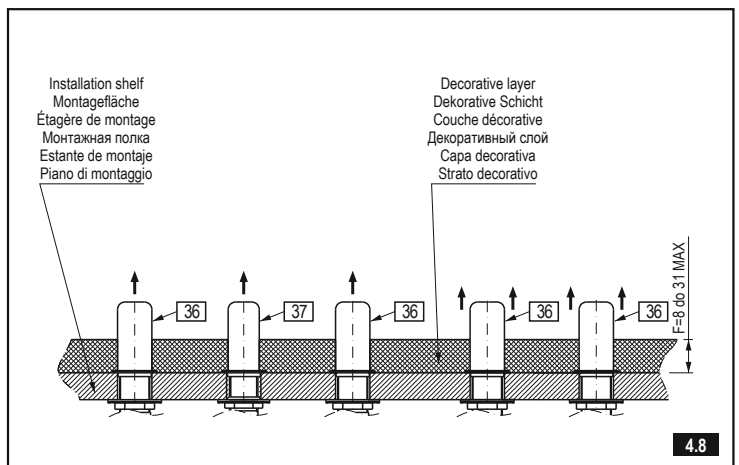 Installation shelf
Montagefläche
Étagère de montage
Монтажная полка
Estante de montaje
Piano di montaggio
Decorative layer
Dekorative Schicht
Couche décorative
Декоративный слой
Capa decorativa
Strato decorativo
F=8 do 31 MAX
36
37
36
36
36
4.8